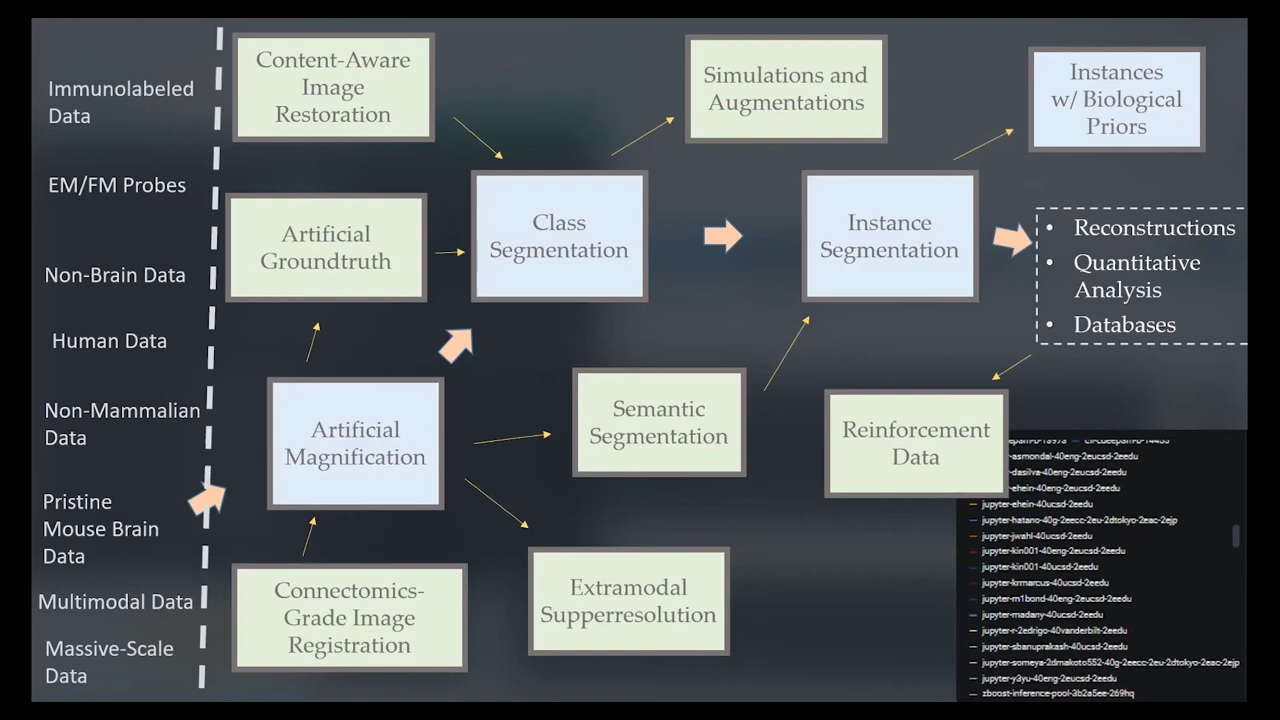 Immunolabeled
Data
EM/FM Probes
Non-Brain Data
Human Data
Non-Mammalian
Data
Pristine
Mouse Brain
Data
Multimodal Data
Massive-Scale
Data
Content-Aware
Image
Restoration
Artificial
Groundtruth
Artificial
Magnification
Connectomics-
Grade Image
Registration
Class
Segmentation
Semantic
Segmentation
Extramodal
Supperresolution
Simulations and
Augmentations
Instance
Segmentation
Reinforcement
Data
Instances
w/ Biological
Priors
• Reconstructions
• Quantitative
Analysis
• Databases
-asmondal-40eng-2eucsd-2eedu
-dasilva-40eng-2eucsd-2eedu
-ehein-40eng-2eucsd-2eedu
jupyter-ehein-40ucsd-2eedu
jupyter-hatano-40g-2eecc-2eu-2dtokyo-2eac-2ejp
jupyter-jwahl-40ucsd-2eedu
jupyter-kin001-40eng-2eucsd-2eedu
jupyter-kin001-40ucsd-2eedu
jupyter-krmarcus-40ucsd-2eedu
jupyter-m1bond-40eng-2eucsd-2eedu
jupyter-madany-40ucsd-2eedu
jupyter-r-2edrigo-40vanderbilt-2eedu
jupyter-sbanuprakash-40ucsd-2eedu
jupyter-someya-2dmakoto552-40g-2eecc-2eu-2dtokyo-2eac-2ejp
jupyter-y3yu-40eng-2eucsd-2eedu
zboost-inference-pool-3b2a5ee-269hq